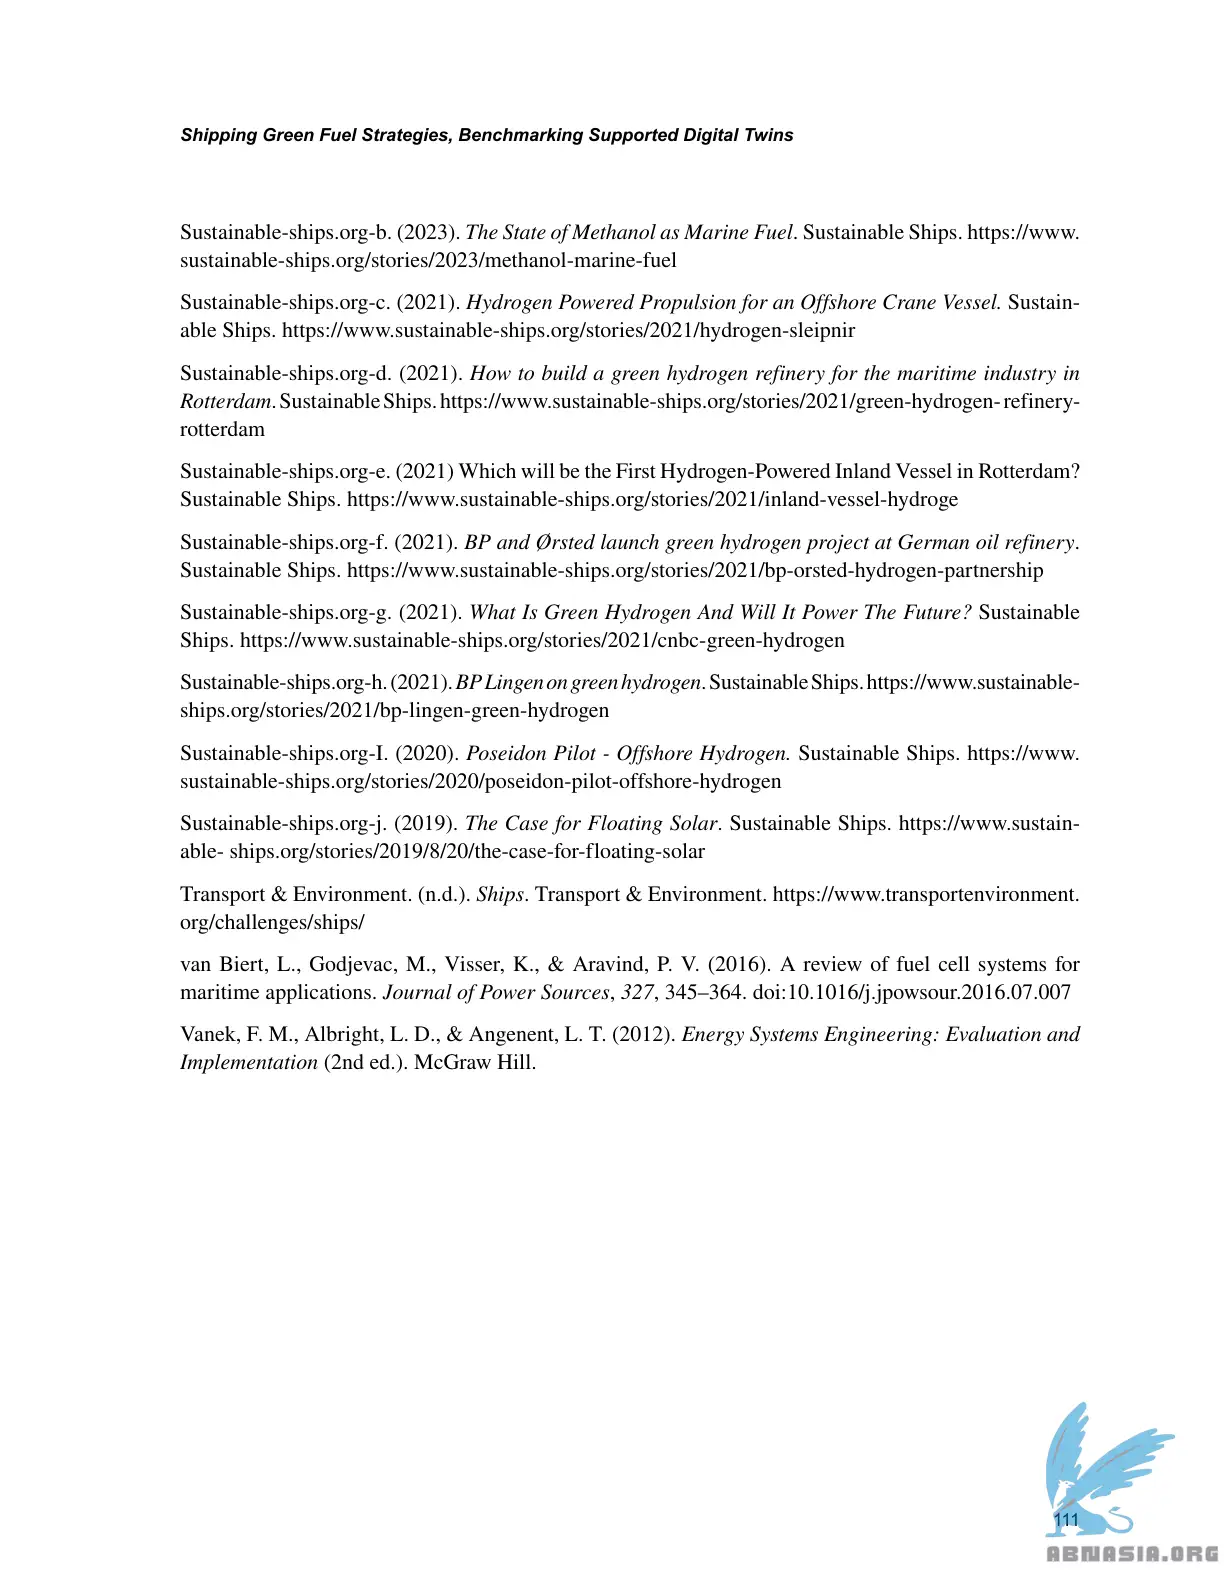 Shipping Green Fuel Strategies, Benchmarking Supported Digital Twins
Sustainable-ships.org-b. (2023). The State of Methanol as Marine Fuel. Sustainable Ships. https://www.
sustainable-ships.org/stories/2023/methanol-marine-fuel
Sustainable-ships.org-c. (2021). Hydrogen Powered Propulsion for an Offshore Crane Vessel. Sustain-
able Ships. https://www.sustainable-ships.org/stories/2021/hydrogen-sleipnir
Sustainable-ships.org-d. (2021). How to build a green hydrogen refinery for the maritime industry in
Rotterdam. Sustainable Ships. https://www.sustainable-ships.org/stories/2021/green-hydrogen- refinery-
rotterdam
Sustainable-ships.org-e. (2021) Which will be the First Hydrogen-Powered Inland Vessel in Rotterdam?
Sustainable Ships. https://www.sustainable-ships.org/stories/2021/inland-vessel-hydroge
Sustainable-ships.org-f. (2021). BP and Ørsted launch green hydrogen project at German oil refinery.
Sustainable Ships. https://www.sustainable-ships.org/stories/2021/bp-orsted-hydrogen-partnership
Sustainable-ships.org-g. (2021). What Is Green Hydrogen And Will It Power The Future? Sustainable
Ships. https://www.sustainable-ships.org/stories/2021/cnbc-green-hydrogen
Sustainable-ships.org-h. (2021). BP Lingen on green hydrogen. Sustainable Ships. https://www.sustainable-
ships.org/stories/2021/bp-lingen-green-hydrogen
Sustainable-ships.org-I. (2020). Poseidon Pilot - Offshore Hydrogen. Sustainable Ships. https://www.
sustainable-ships.org/stories/2020/poseidon-pilot-offshore-hydrogen
Sustainable-ships.org-j. (2019). The Case for Floating Solar. Sustainable Ships. https://www.sustain-
able- ships.org/stories/2019/8/20/the-case-for-floating-solar
Transport & Environment. (n.d.). Ships. Transport & Environment. https://www.transportenvironment.
org/challenges/ships/
van Biert, L., Godjevac, M., Visser, K., & Aravind, P. V. (2016). A review of fuel cell systems for
maritime applications. Journal of Power Sources, 327, 345–364. doi:10.1016/j.jpowsour.2016.07.007
Vanek, F. M., Albright, L. D., & Angenent, L. T. (2012). Energy Systems Engineering: Evaluation and
Implementation (2nd ed.). McGraw Hill.
111
ABNASIA.ORG